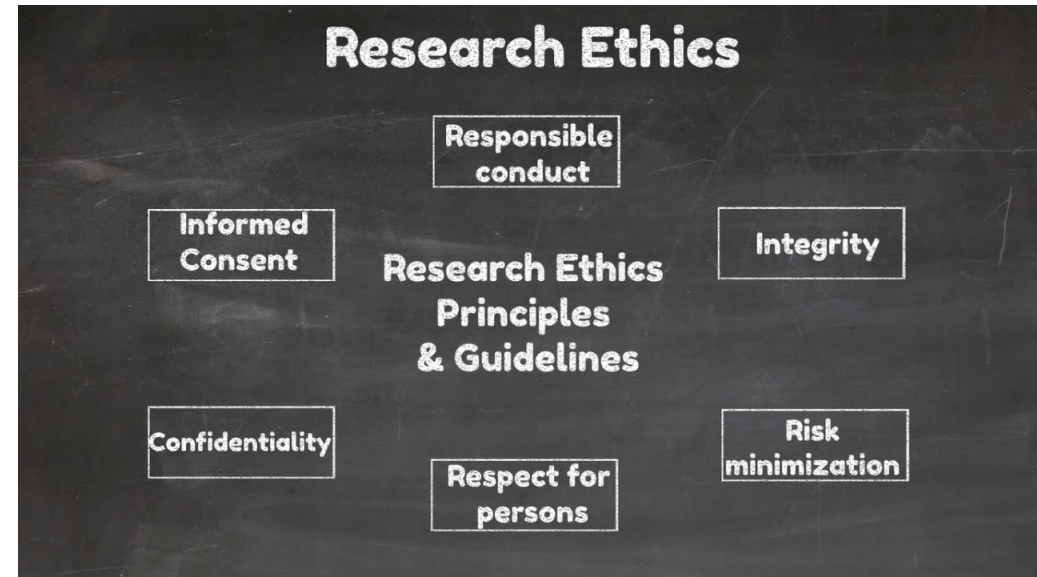 Research Ethics
Responsible
conduct
Informed
Consent
Integrity
Research Ethics
Principles
& Guidelines
Confidentiality
Risk
minimization
Respect for
persons